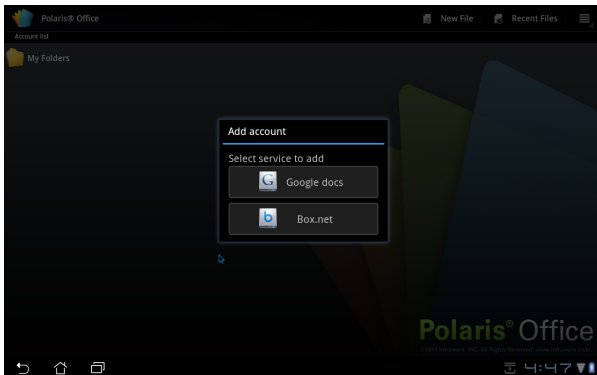 Polaris® Office
New File
Recent Files
Account list
My Folders
Add account
Select service to add
G Google docs
b Box.net
Polaris® Office
4:47